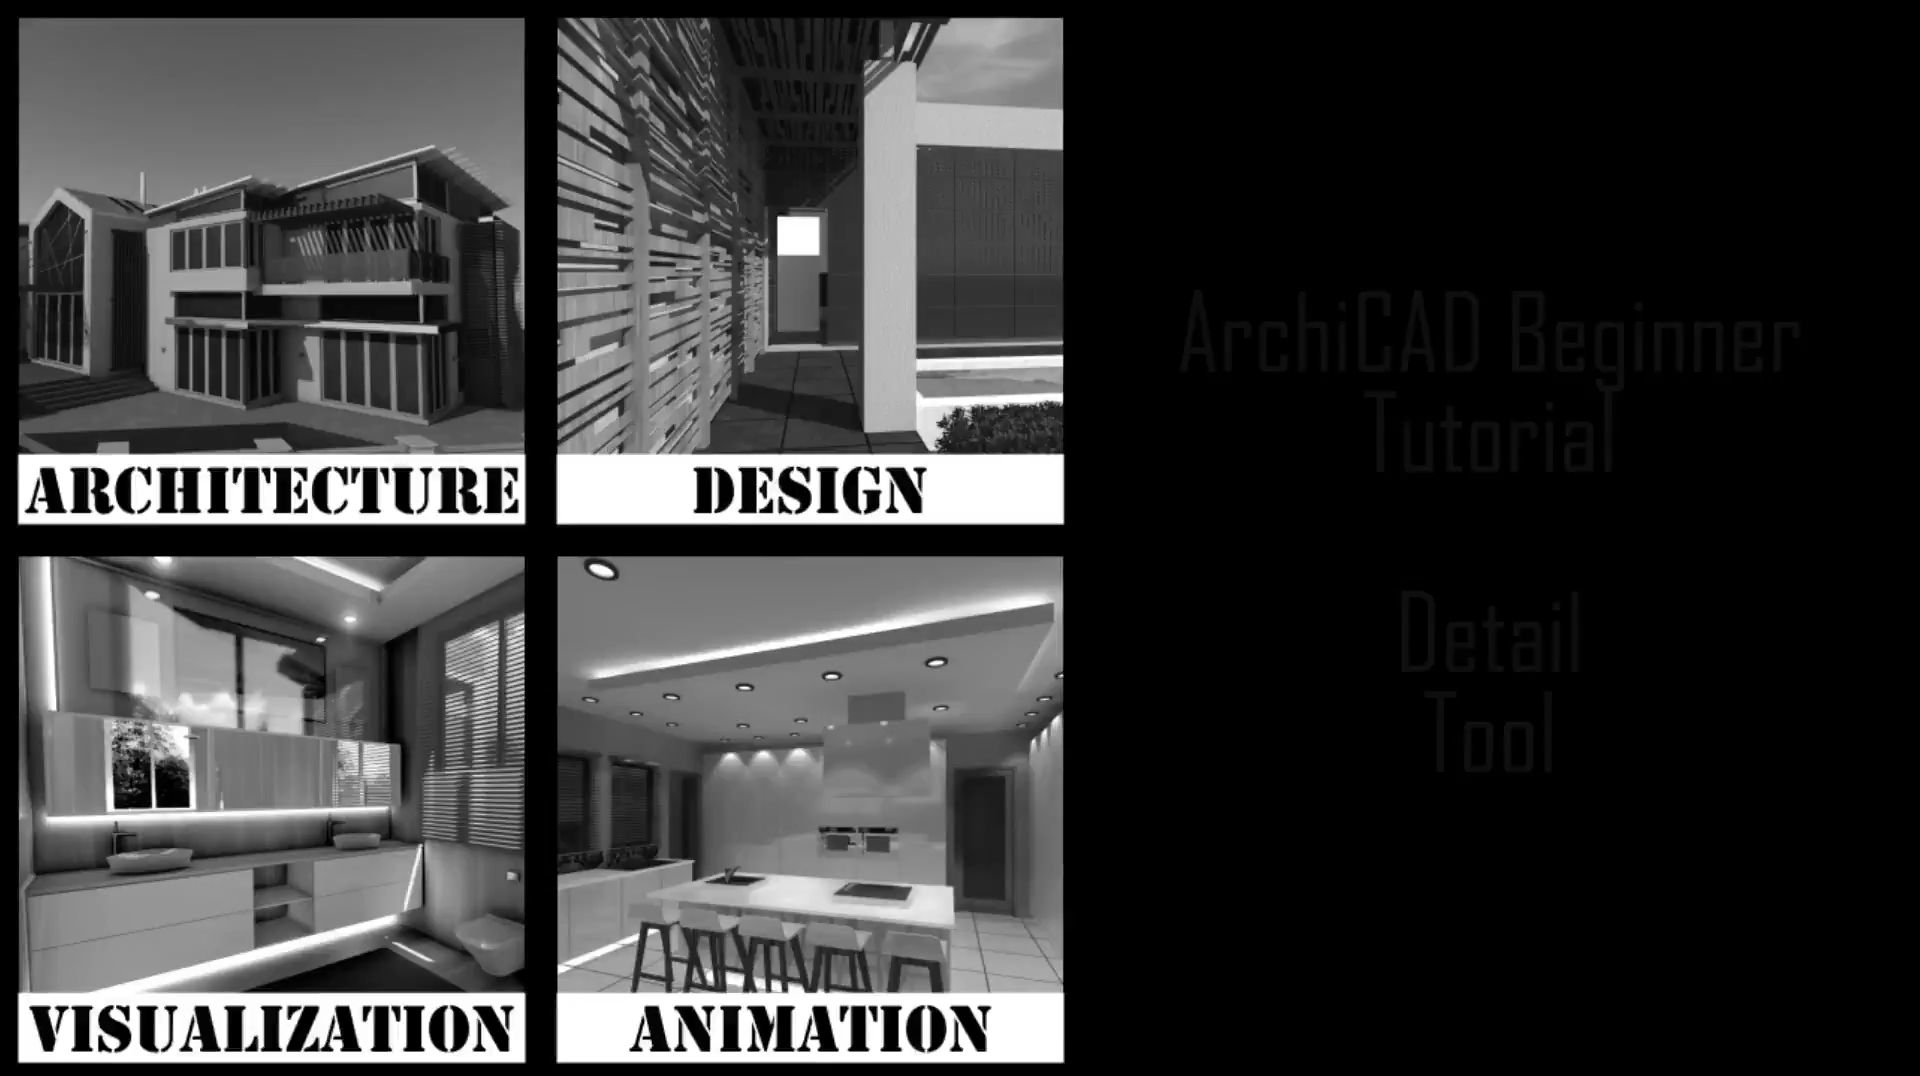 ARCHITECTURE
DESIGN
VISUALIZATION
ANIMATION
ArchiCAD Beginner
Tutorial
Detail
Tool